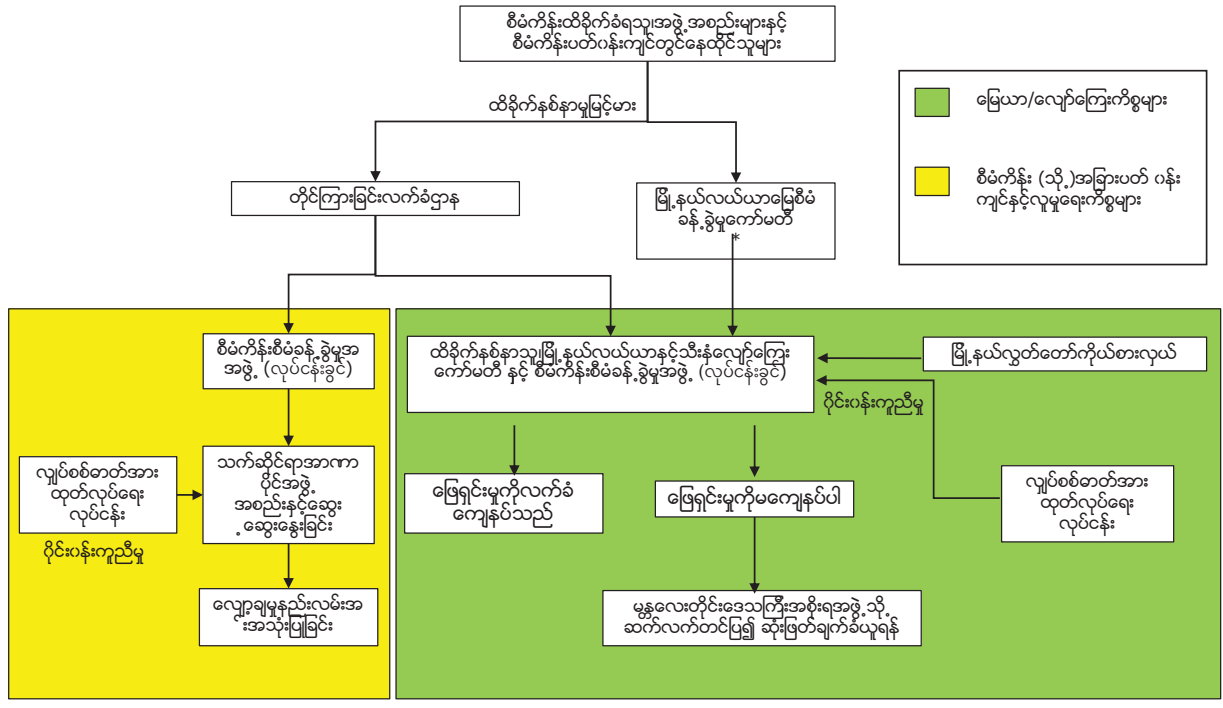 စီမံကိန်းထိခိုက်ခံရသူ၊အဖွဲ့အစည်းများနှင့်
စီမံကိန်းပတ်ဝန်းကျင်တွင်နေထိုင်သူများ
ထိခိုက်နစ်နာမှုမြင့်မား
မြေယာ/လျော်ကြေးကိစ္စများ
စီမံကိန်း (သို့)အခြားပတ် ဝန်း
ကျင်နှင့်လူမှုရေးကိစ္စများ
တိုင်ကြားခြင်းလက်ခံဌာန
မြို့နယ်လယ်ယာမြေစီမံ
ခန့်ခွဲမှုကော်မတီ
*
စီမံကိန်းစီမံခန့်ခွဲမှုအ
အဖွဲ့ (လုပ်ငန်းခွင်)
ထိခိုက်နစ်နာသူ၊မြို့နယ်လယ်ယာနှင့်သီးနှံလျော်ကြေး
ကော်မတီ နှင့် စီမံကိန်းစီမံခန့်ခွဲမှုအဖွဲ့ (လုပ်ငန်းခွင်)
မြို့နယ်လွှတ်တော်ကိုယ်စားလှယ်
ဝိုင်းဝန်းကူညီမှု
လျှပ်စစ်ဓာတ်အား
ထုတ်လုပ်ရေး
လုပ်ငန်း
ဝိုင်းဝန်းကူညီမှု
သက်ဆိုင်ရာအာဏာ
ပိုင်အဖွဲ့
အစည်းနှင့်ဆွေး
့ဆွေးနွေးခြင်း
ဖြေရှင်းမှုကိုလက်ခံ
ကျေနပ်သည်
ဖြေရှင်းမှုကိုမကျေနပ်ပါ
လျှပ်စစ်ဓာတ်အား
ထုတ်လုပ်ရေး
လုပ်ငန်း
လျော့ချမှုနည်းလမ်းအ
်းအသုံးပြုခြင်း
မန္တလေးတိုင်းဒေသကြီးအစိုးရအဖွဲ့သို့
ဆက်လက်တင်ပြ၍ ဆုံးဖြတ်ချက်ခံယူရန်